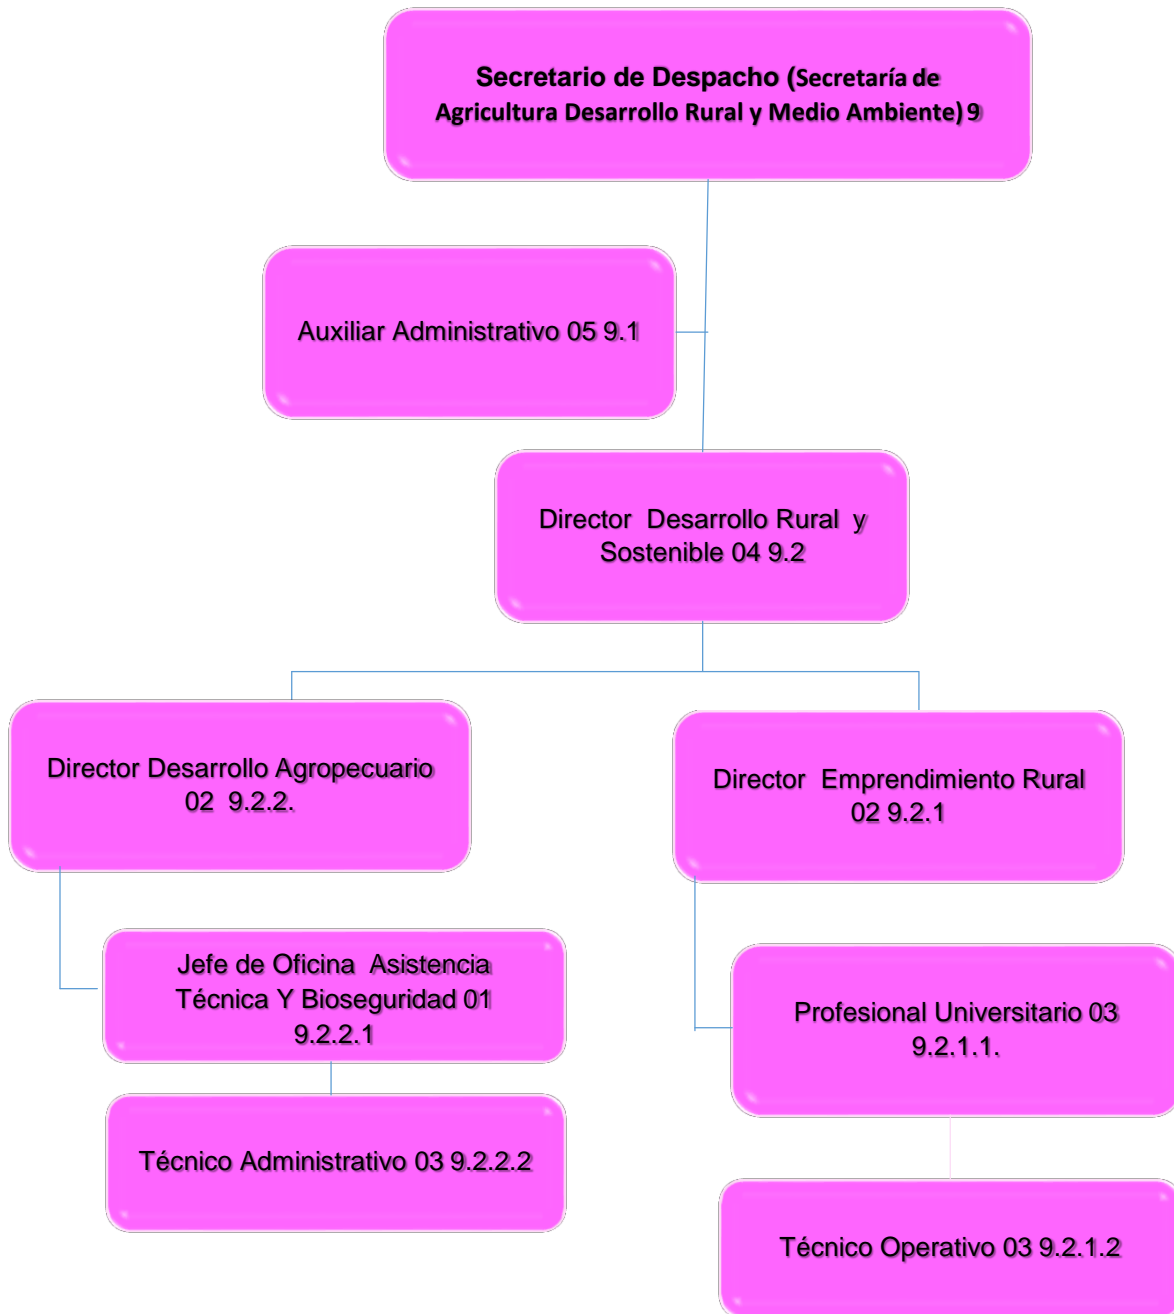 Secretario de Despacho (Secretaría de
Agricultura Desarrollo Rural y Medio Ambiente) 9
Auxiliar Administrativo 05 9.1
Director Desarrollo Rural y
Sostenible 04 9.2
Director Desarrollo Agropecuario
02 9.2.2.
Director Emprendimiento Rural
02 9.2.1
Jefe de Oficina Asistencia
Técnica Y Bioseguridad 01
9.2.2.1
Profesional Universitario 03
9.2.1.1.
Técnico Administrativo 03 9.2.2.2
Técnico Operativo 03 9.2.1.2